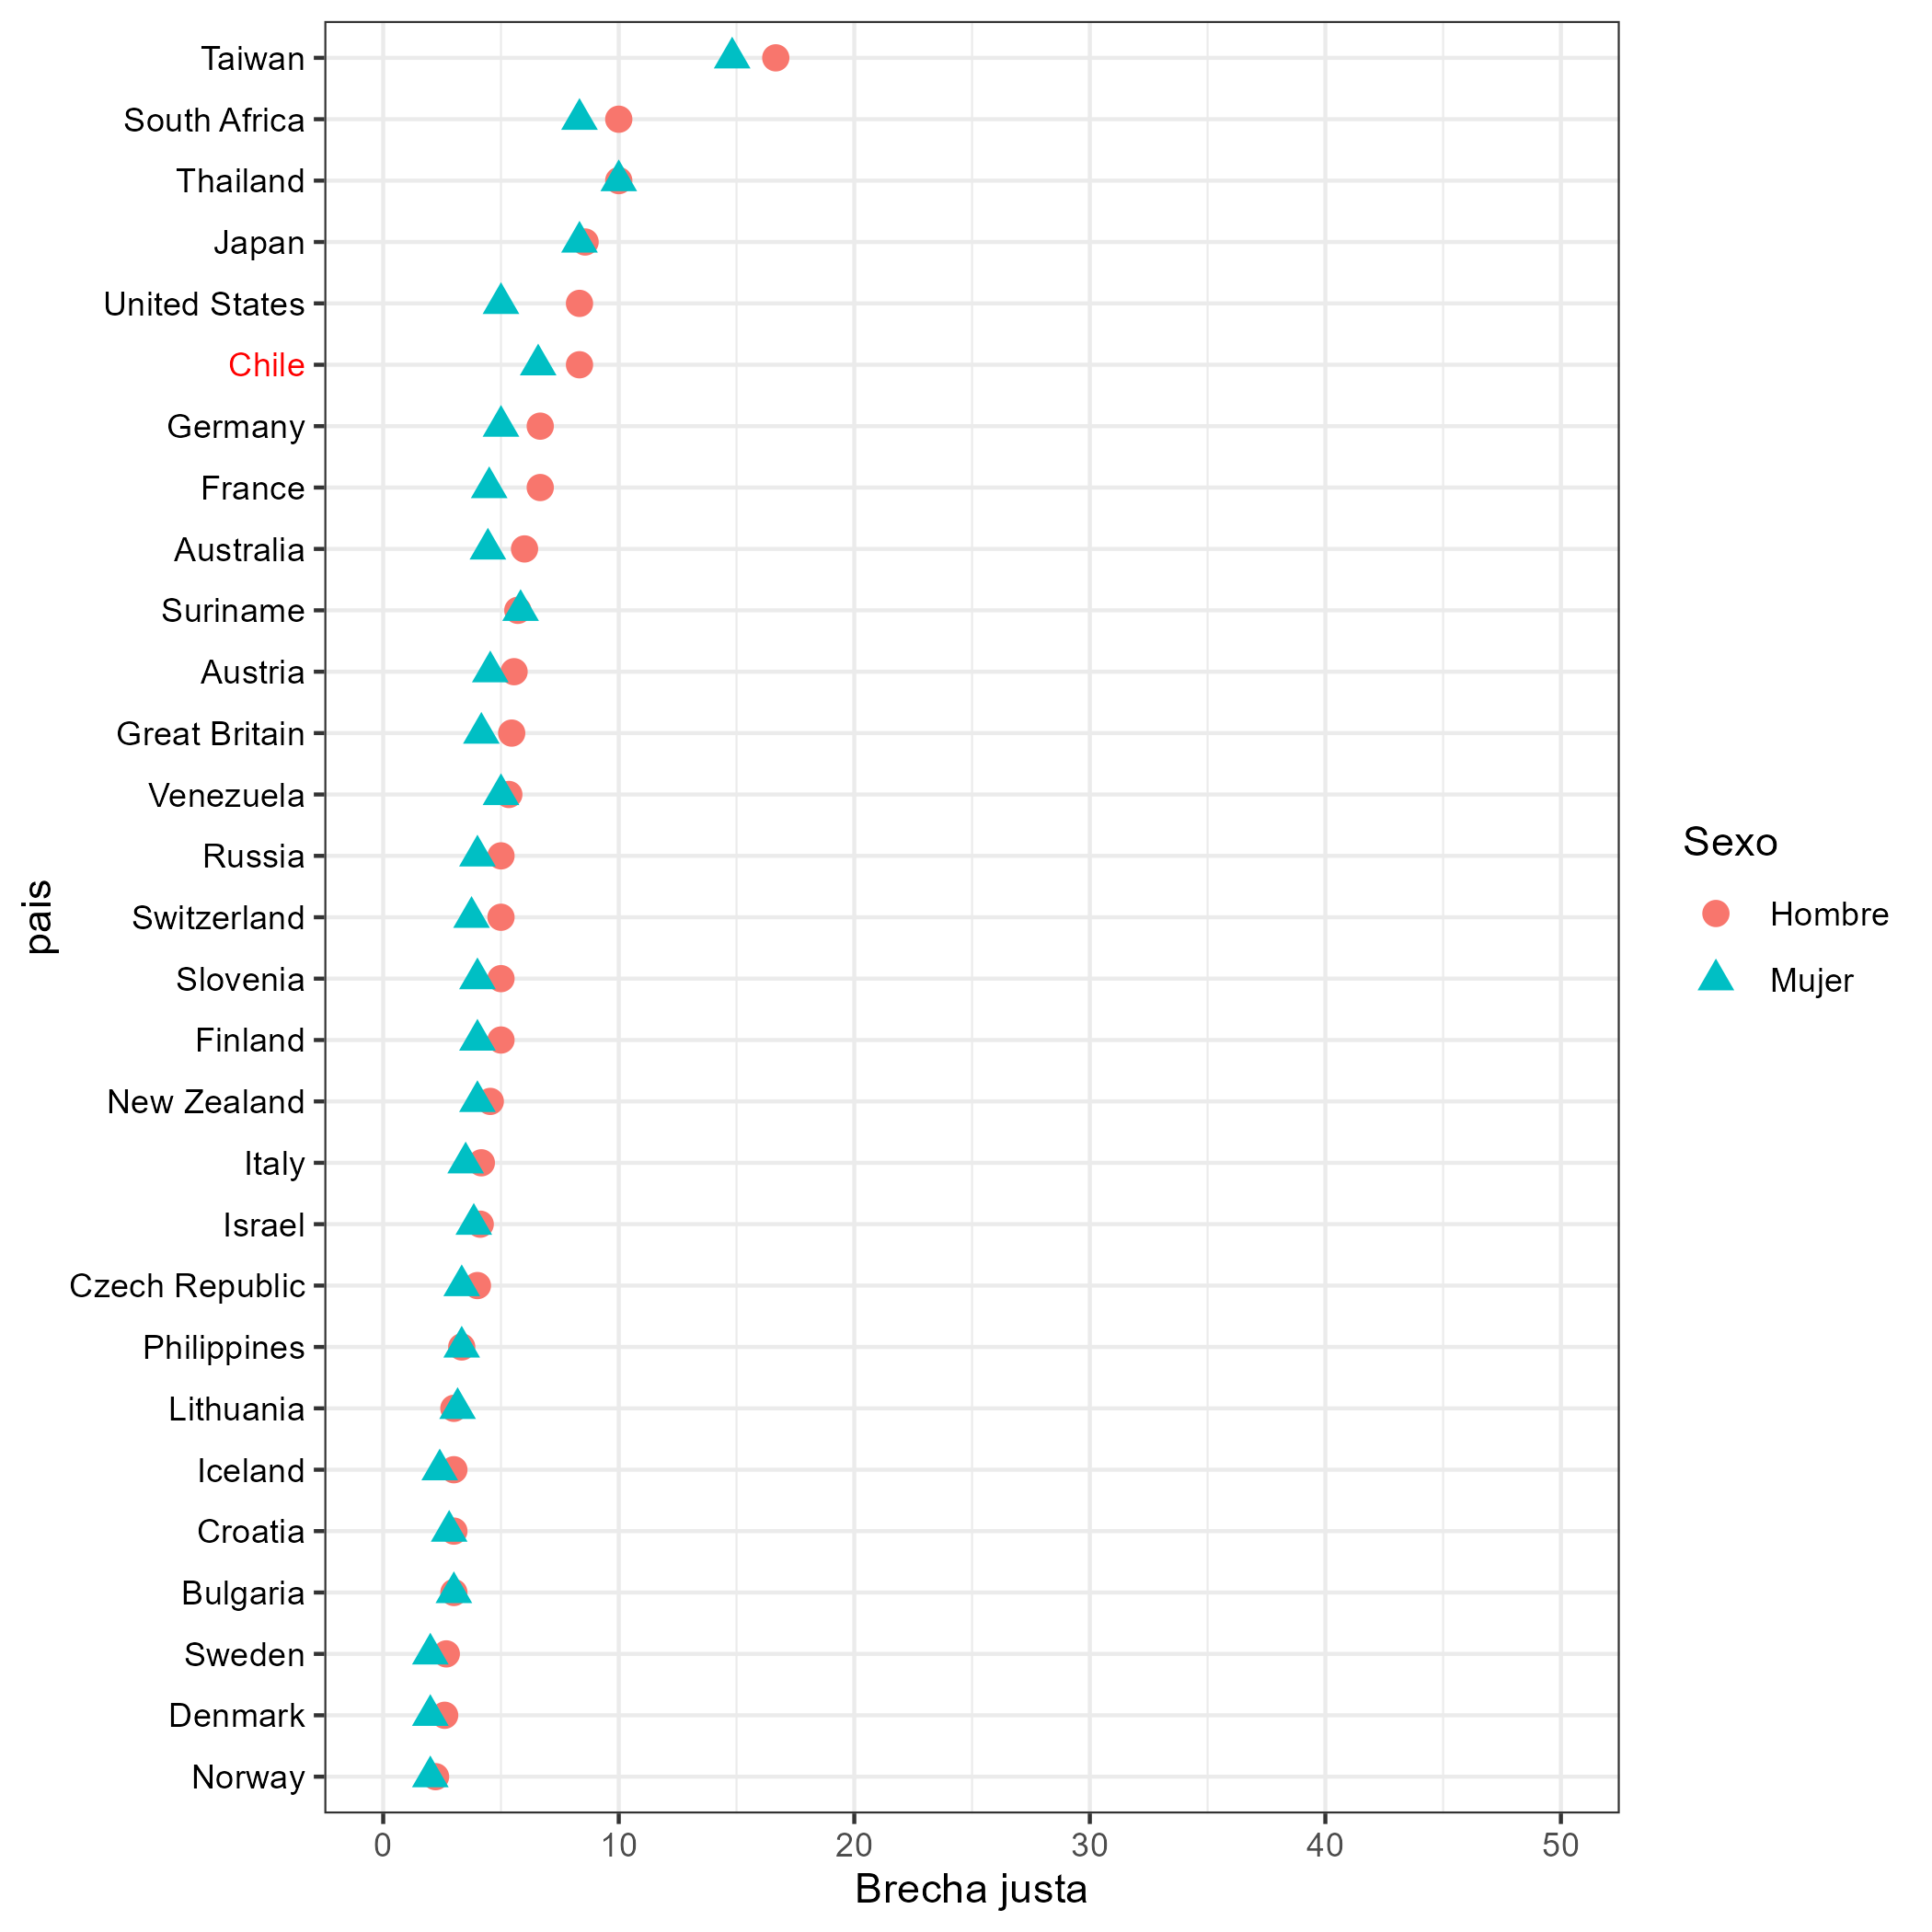 Taiwan
South Africa
Thailand
Japan
United States
Chile
Germany
France
Australia
Suriname
Austria
Great Britain
Venezuela
Russia
Switzerland
Slovenia
Finland
New Zealand
Italy
Israel
Czech Republic
Philippines
Lithuania
Iceland
Croatia
Bulgaria
Sweden
Denmark
Norway
pais
0 10 20 30 40 50
Brecha justa
Sexo
Hombre
Mujer